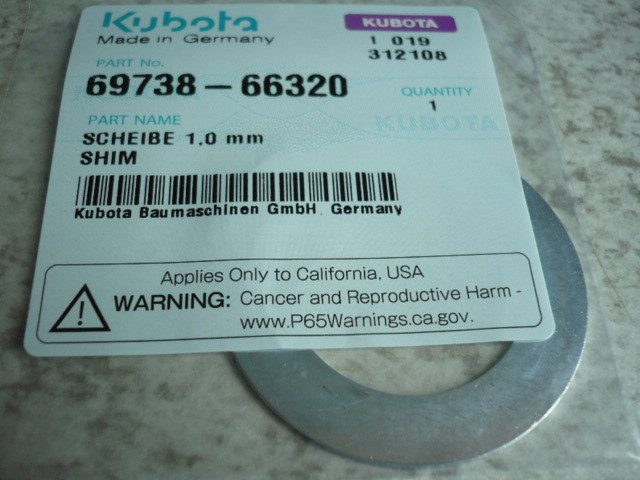 Kubota
KUBOTA
Made in Germany
1 019
312108
PART No.
69738-66320
QUANTITY
1
KUBOTA
PART NAME
SCHEIBE 1,0 mm
SHIM
Kubota Baumaschinen GmbH, Germany
Applies Only to California, USA
WARNING: Cancer and Reproductive Harm -
www.P65Warnings.ca.gov.